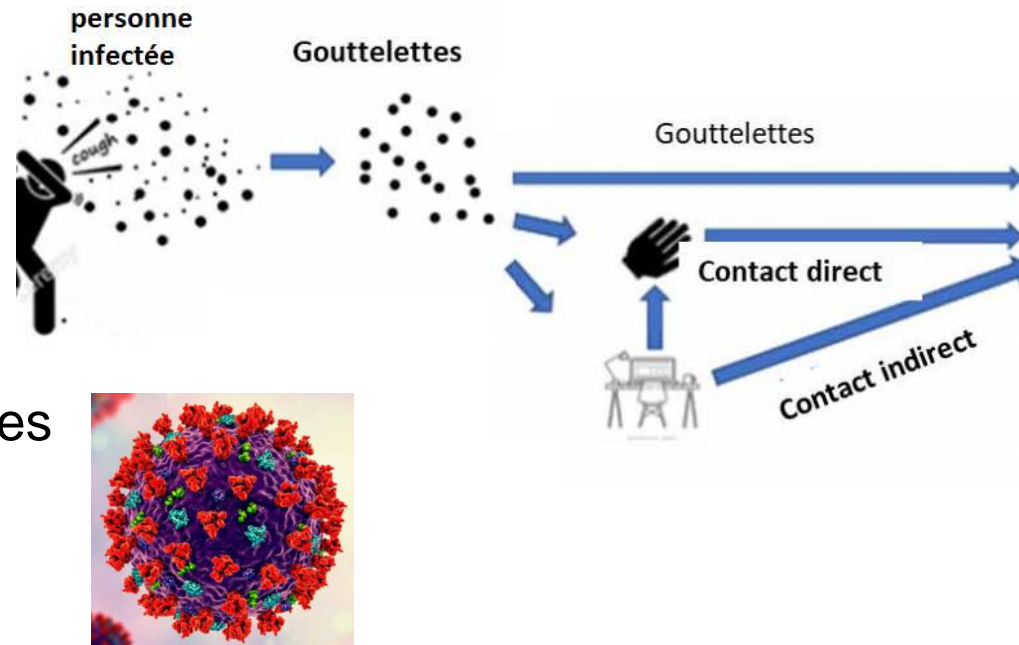 personne
infectée
Gouttelettes
cough
Gouttelettes
Contact direct
Contact indirect
es